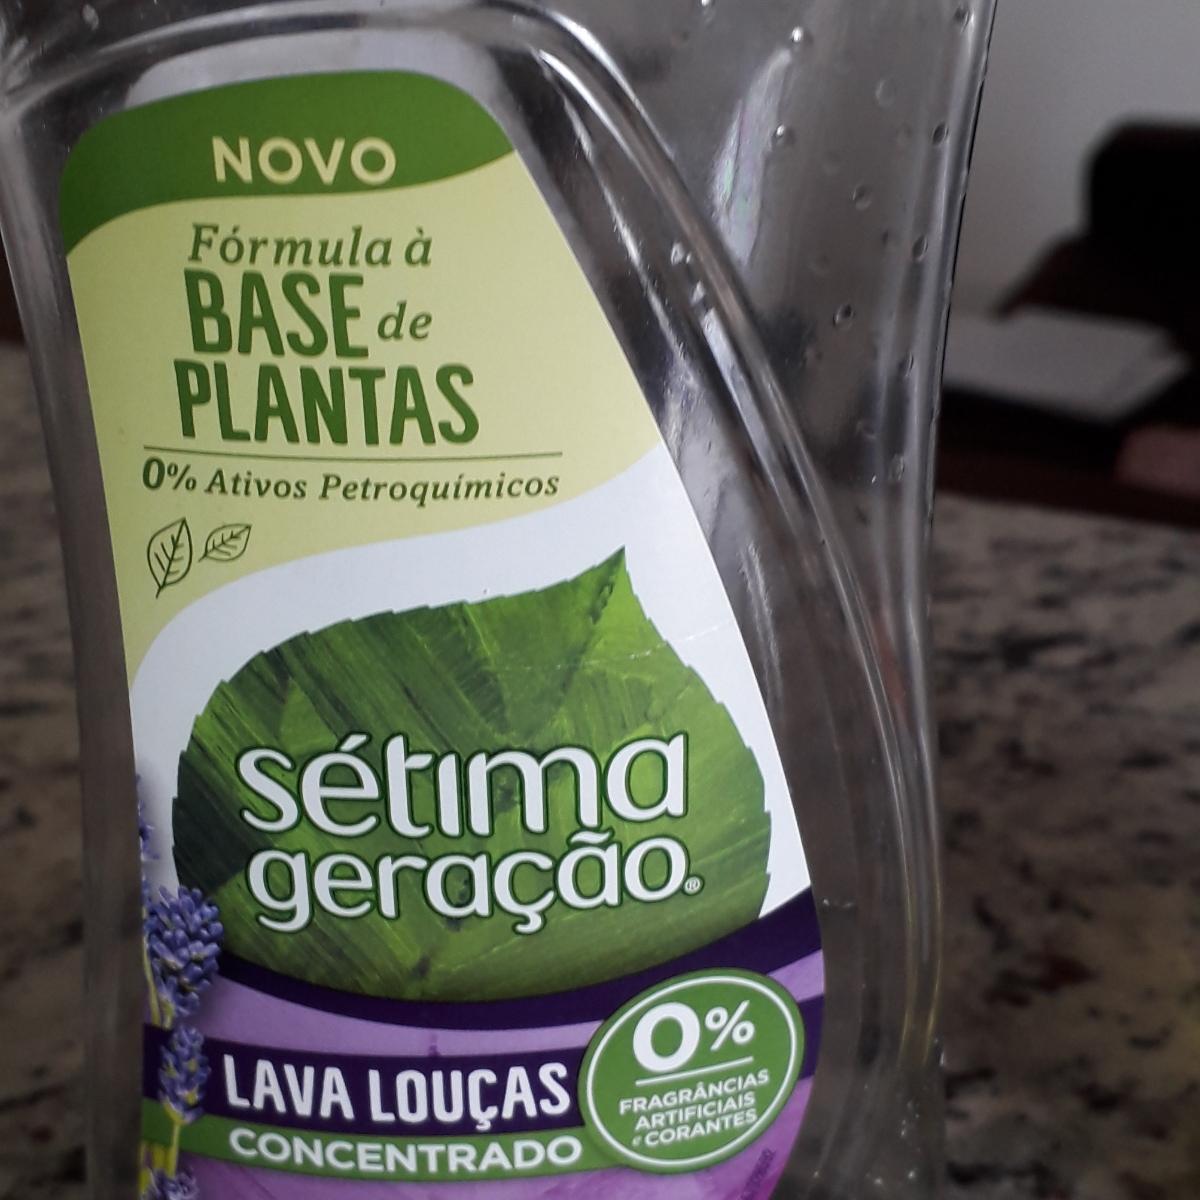 NOVO
Fórmula à
BASE de
PLANTAS
0% Ativos Petroquímicos
sétima
geração®
LAVA LOUÇAS
CONCENTRADO
0%
FRAGRÂNCIAS
ARTIFICIAIS
e CORANTES